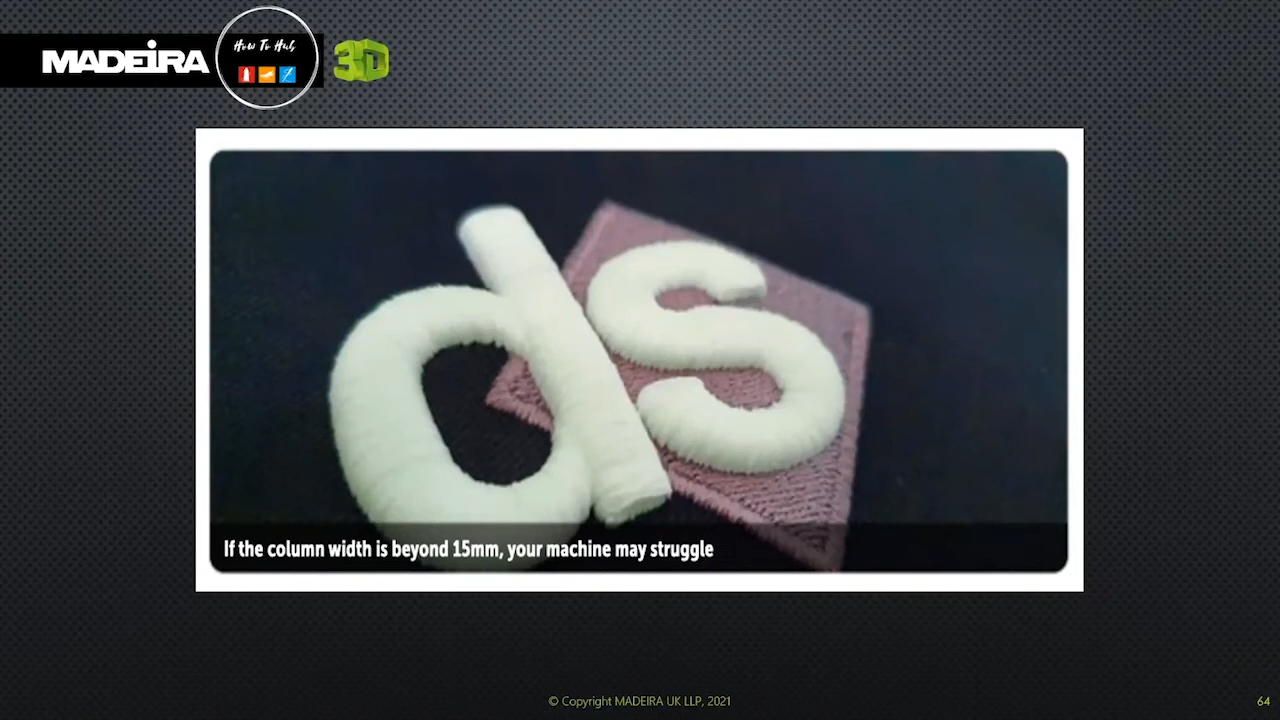 MADEIRA
How To Hub
3D
ds
If the column width is beyond 15mm, your machine may struggle
© Copyright MADEIRA UK LLP, 2021
64